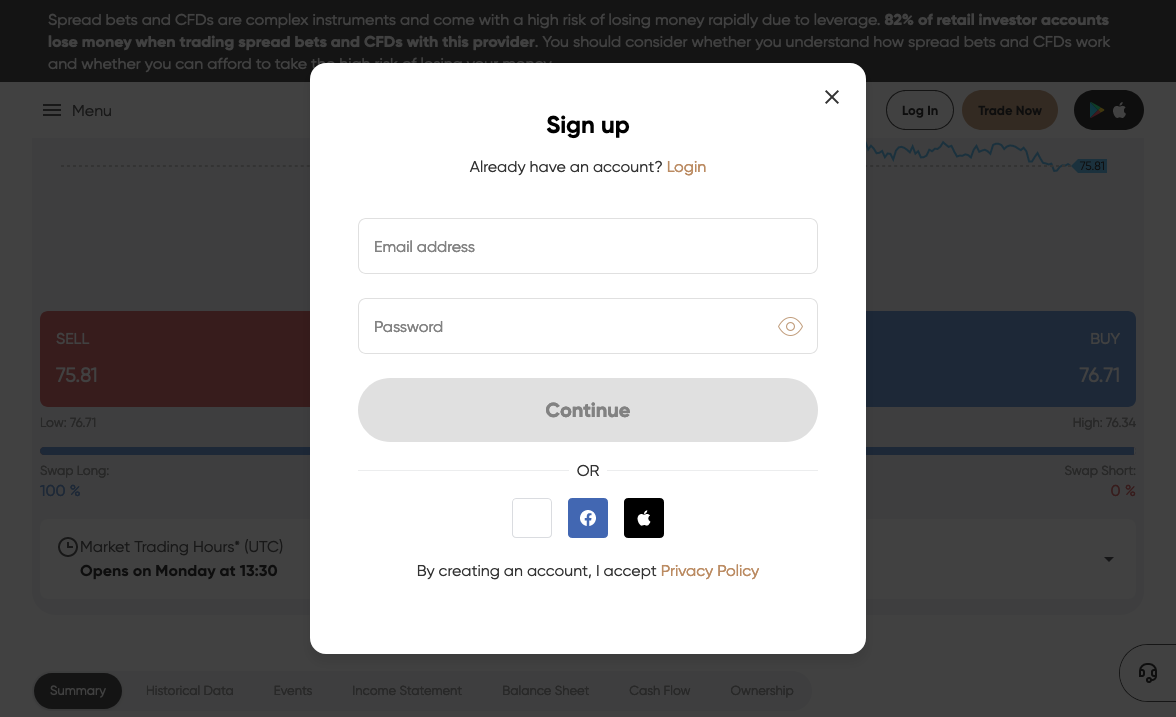 Spread bets and CFDs are complex instruments and come with a high risk of losing money rapidly due to leverage. 82% of retail investor accounts
lose money when trading spread bets and CFDs with this provider. You should consider whether you understand how spread bets and CFDs work
and whether you can afford to take the high risk of losing your money.
Menu
Log In
Trade Now
75.81
Sign up
Already have an account? Login
Email address
Password
Continue
OR
By creating an account, I accept Privacy Policy
SELL
75.81
BUY
76.71
Low: 76.71
High: 76.34
Swap Long:
100 %
Swap Short:
0 %
Market Trading Hours* (UTC)
Opens on Monday at 13:30
Summary
Historical Data
Events
Income Statement
Balance Sheet
Cash Flow
Ownership